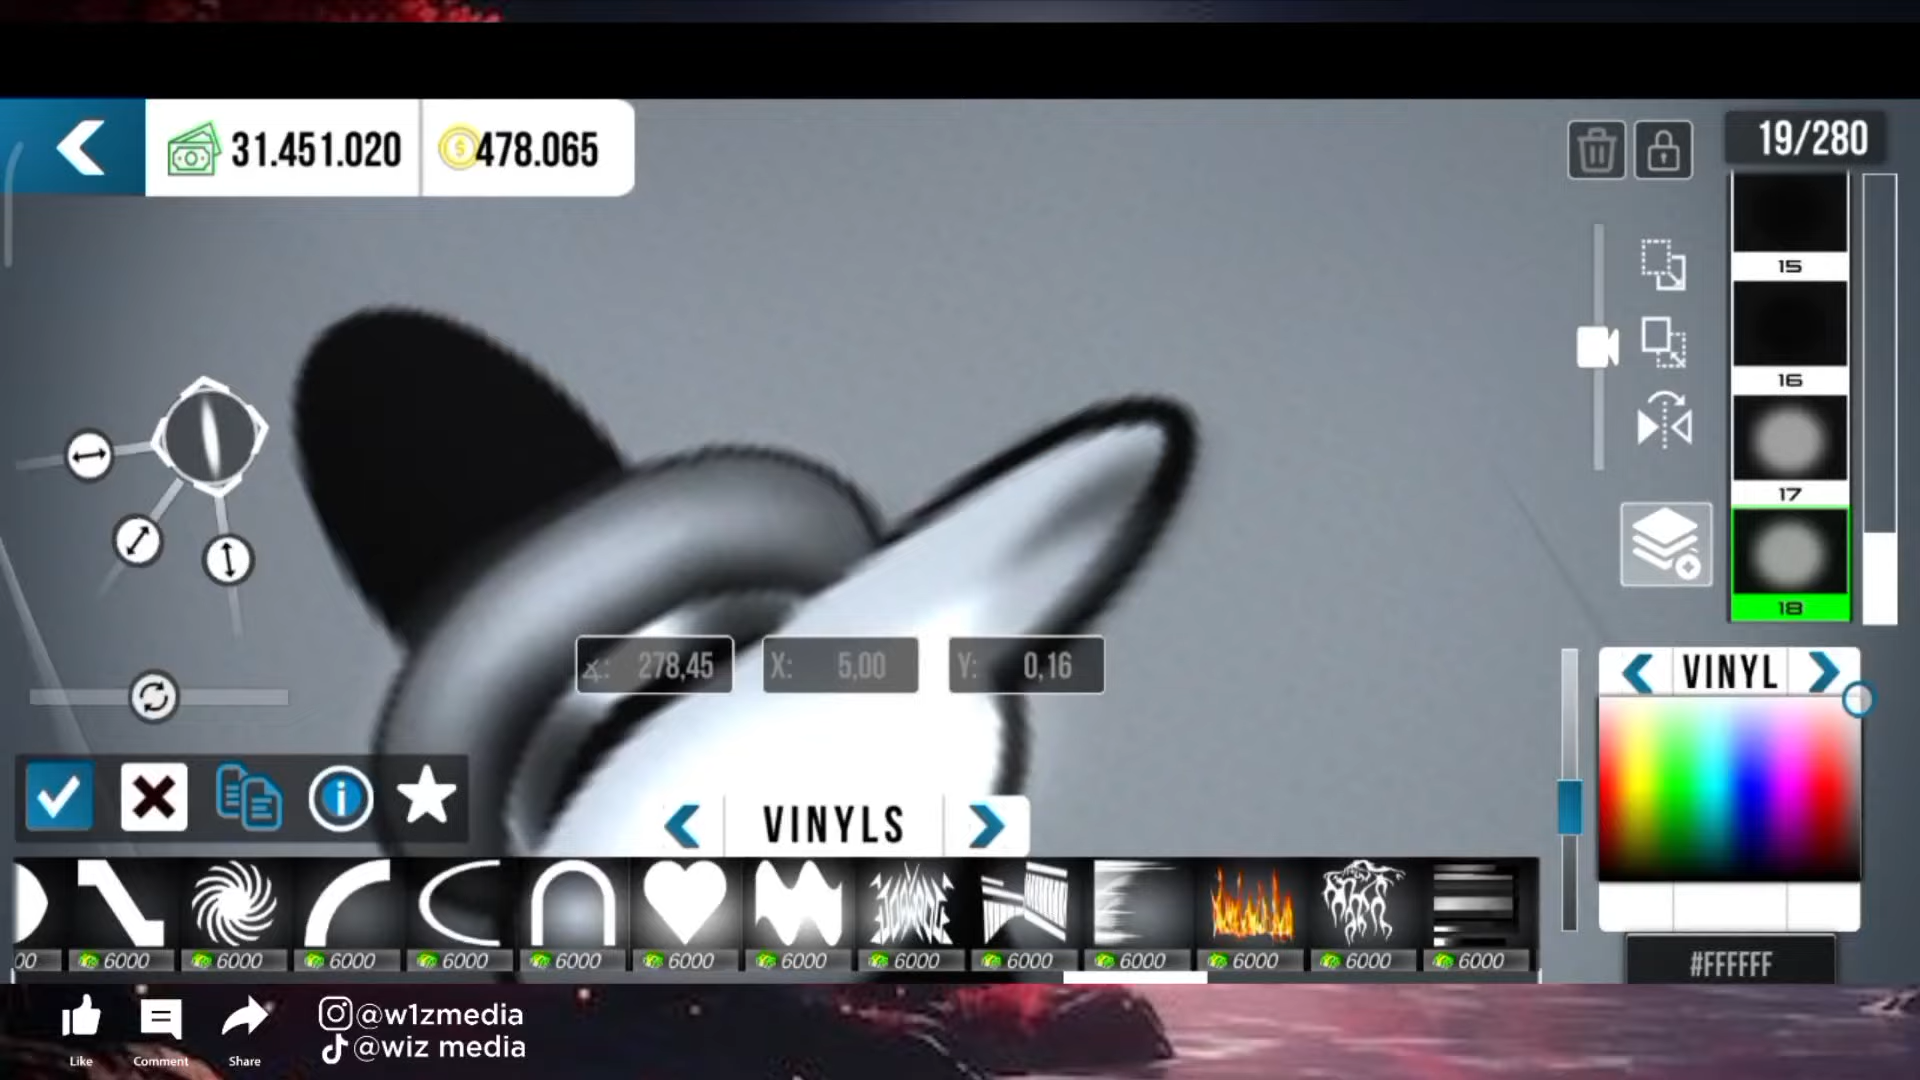 31.451.020
478.065
19/280
15
16
17
18
278,45
X: 5,00
Y: 0,16
VINYL
VINYLS
00
6000
6000
6000
6000
6000
6000
6000
6000
6000
6000
6000
6000
6000
#FFFFFF
Like
Comment
Share
@w1zmedia
@wiz media